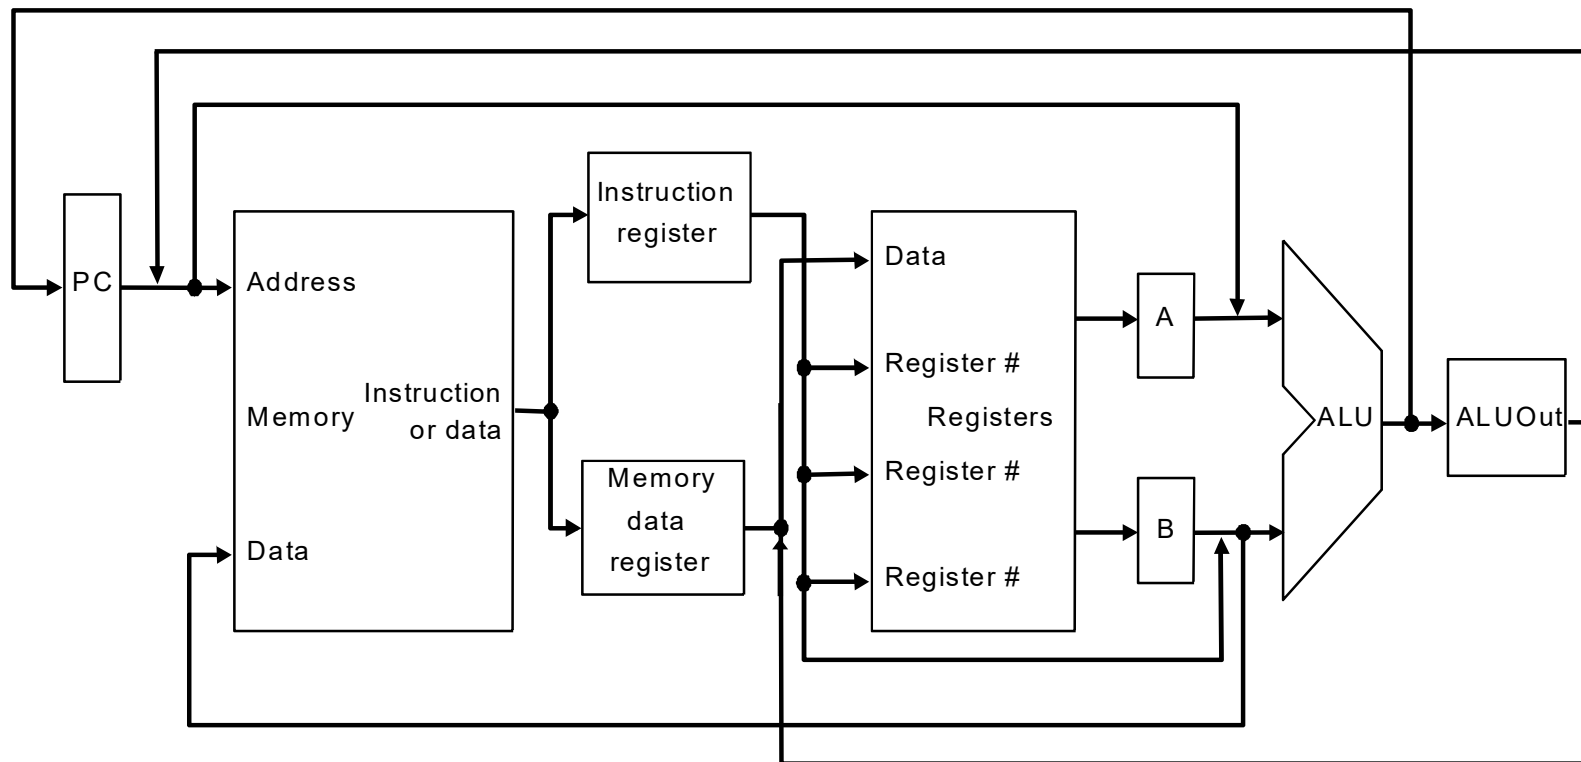 PC
Address
Memory
Instruction
or data
Data
Instruction
register
Memory
data
register
Data
Register #
Registers
Register #
Register #
A
B
ALU
ALUOut